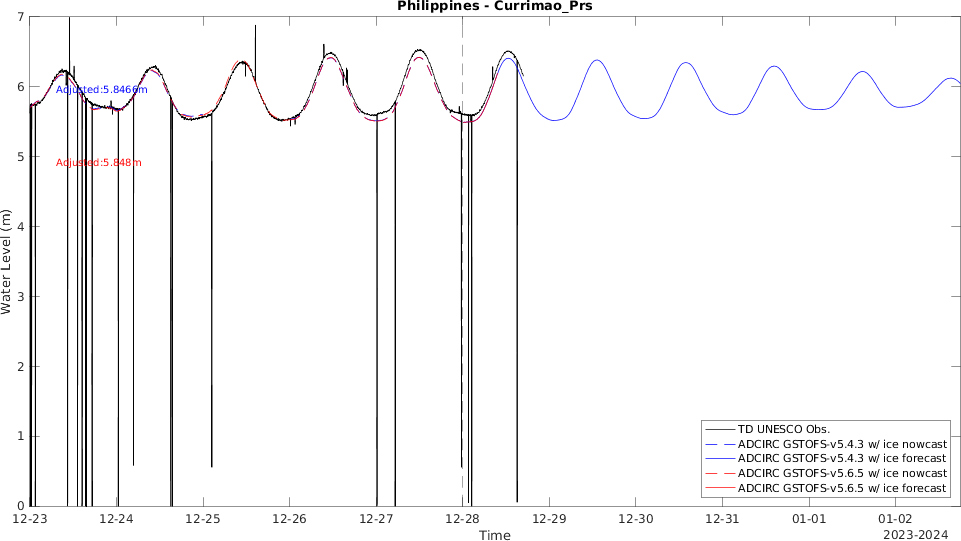 Philippines - Currimao_Prs
7
6
5
4
3
2
1
0
Water Level (m)
Adjusted:5.8466m
Adjusted:5.848m
TD UNESCO Obs.
ADCIRC GSTOFS-v5.4.3 w/ ice nowcast
ADCIRC GSTOFS-v5.4.3 w/ ice forecast
ADCIRC GSTOFS-v5.6.5 w/ ice nowcast
ADCIRC GSTOFS-v5.6.5 w/ ice forecast
12-23 12-24 12-25 12-26 12-27 12-28 12-29 12-30 12-31 01-01 01-02
Time
2023-2024